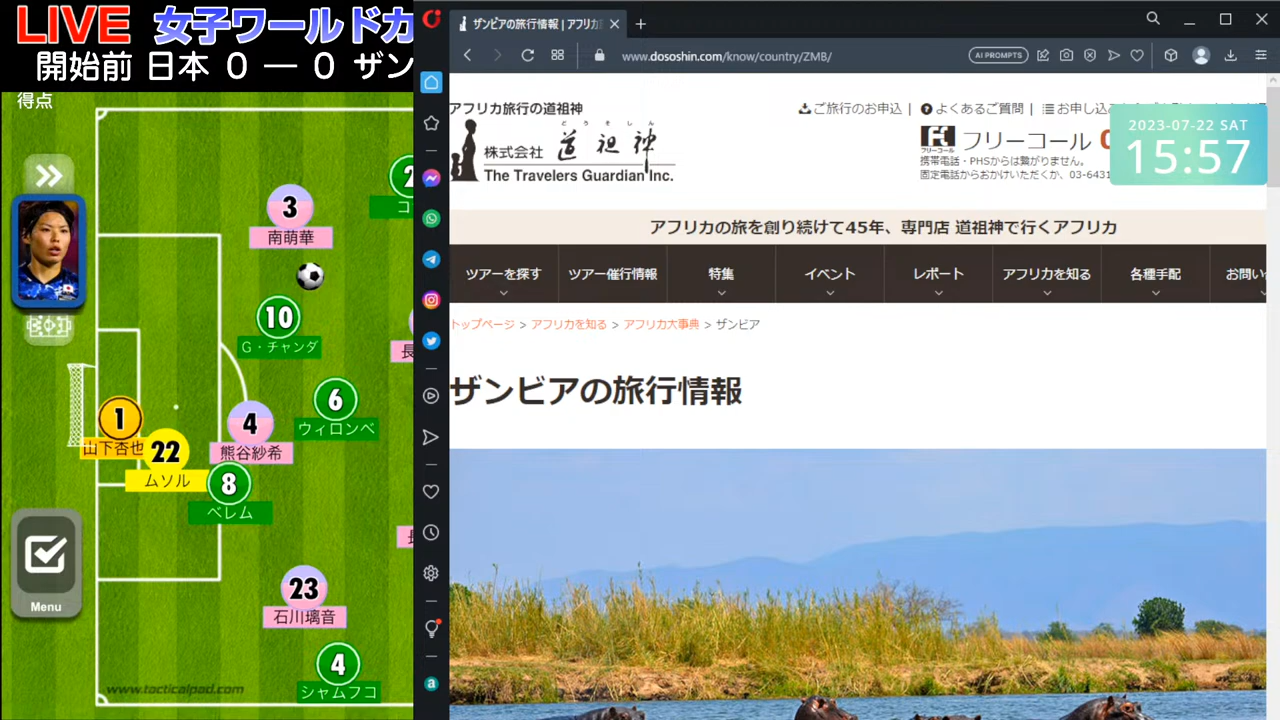 LIVE 女子ワールドカ
開始前 日本 0 — 0 ザン
得点
3
南萌華
10
G・チャンダ
6
ウィロンベ
1
山下杏也
4
熊谷紗希
22
ムソル
8
ベレム
23
石川璃音
4
シャムフコ
2
コ
長
Menu
www.tacticalpad.com
ザンビアの旅行情報 | アフリカ
www.dososhin.com/know/country/ZMB/
AI PROMPTS
アフリカ旅行の道祖神
ご旅行のお申込 | よくあるご質問 | お申し込
どうそしん
株式会社 道祖神
The Travelers Guardian Inc.
フリーコール 0
携帯電話・PHSからは繋がりません。
固定電話からおかけいただくか、03-6431
2023-07-22 SAT
15:57
アフリカの旅を創り続けて45年、専門店 道祖神で行くアフリカ
ツアーを探す ツアー催行情報 特集 イベント レポート アフリカを知る 各種手配 お問い
トップページ > アフリカを知る > アフリカ大事典 > ザンビア
ザンビアの旅行情報